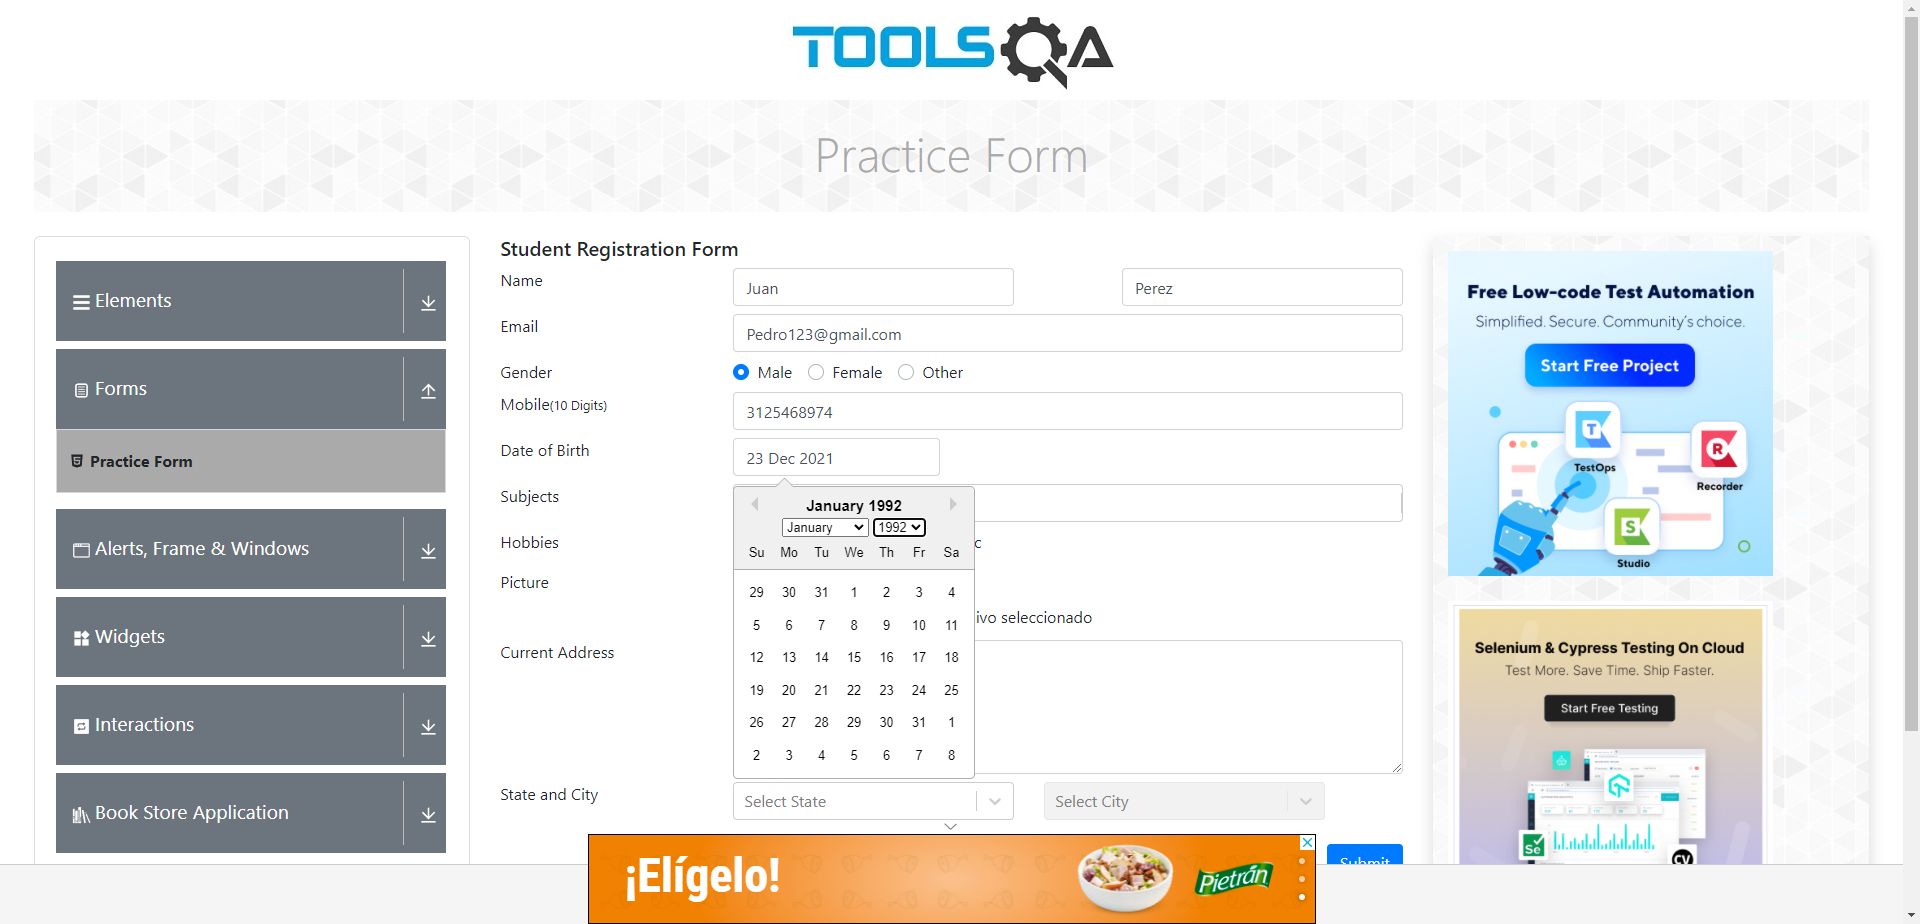 TOOLSQA
Practice Form
Elements
Forms
Practice Form
Alerts, Frame & Windows
Widgets
Interactions
Book Store Application
Student Registration Form
Name
Juan
Perez
Email
Pedro123@gmail.com
Gender
Male
Female
Other
Mobile(10 Digits)
3125468974
Date of Birth
23 Dec 2021
Subjects
January 1992
January
1992
Su Mo Tu We Th Fr Sa
29 30 31 1 2 3 4
5 6 7 8 9 10 11
12 13 14 15 16 17 18
19 20 21 22 23 24 25
26 27 28 29 30 31 1
2 3 4 5 6 7 8
Hobbies
c
Picture
ivo seleccionado
Current Address
State and City
Select State
Select City
Submit
Free Low-code Test Automation
Simplified. Secure. Community's choice.
Start Free Project
T
TestOps
R
Recorder
S
Studio
Selenium & Cypress Testing On Cloud
Test More. Save Time. Ship Faster.
Start Free Testing
Se
CY
¡Elígelo!
Pietrán